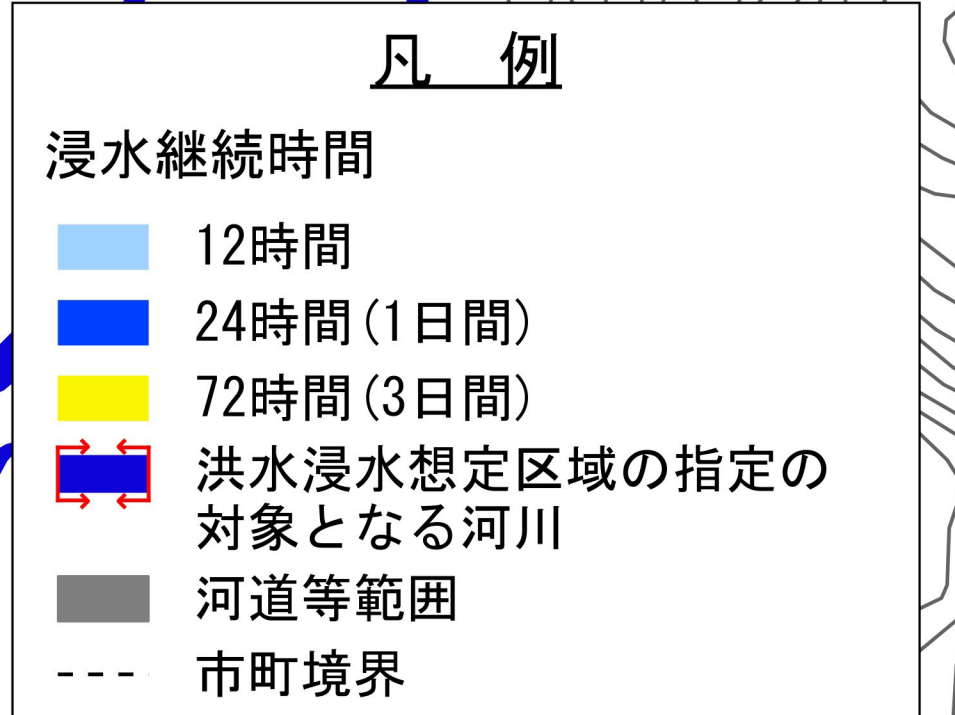 凡　例
浸水継続時間
12時間
24時間(1日間)
72時間(3日間)
洪水浸水想定区域の指定の
対象となる河川
河道等範囲
市町境界